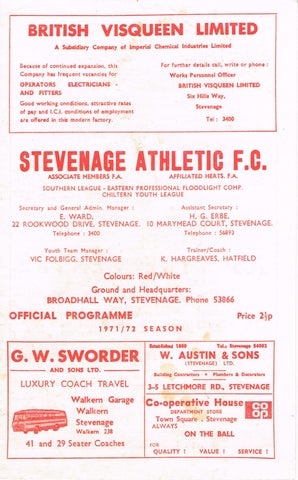 BRITISH VISQUEEN LIMITED
A Subsidiary Company of Imperial Chemical Industries Limited
Because of continued expansion, this
Company has frequent vacancies for
OPERATORS ELECTRICIANS -
AND FITTERS
Good working conditions, attractive rates
of pay and I.C.I. conditions of employment
are offered in this modern factory.
For further details call, write or phone :
Works Personnel Officer
BRITISH VISQUEEN LIMITED
Six Hills Way,
Stevenage
Tel : 3400
STEVENAGE ATHLETIC F.C.
ASSOCIATE MEMBERS F.A. AFFILIATED HERTS. F.A.
SOUTHERN LEAGUE - EASTERN PROFESSIONAL FLOODLIGHT COMP.
CHILTERN YOUTH LEAGUE
Secretary and General Admin. Manager :
E. WARD,
22 ROOKWOOD DRIVE, STEVENAGE.
Telephone : 3400
Assistant Secretary :
H. G. ERBE,
10 MARYMEAD COURT, STEVENAGE.
Telephone : 56893
Youth Team Manager :
VIC FOLBIGG, STEVENAGE
Trainer/Coach :
K. HARGREAVES, HATFIELD
Colours: Red/White
Ground and Headquarters:
BROADHALL WAY, STEVENAGE. Phone 53866
OFFICIAL PROGRAMME Price 2½p
1971/72 SEASON
G. W. SWORDER
AND SONS LTD.
LUXURY COACH TRAVEL
Walkern Garage
Walkern
Stevenage
Walkern 238
41 and 29 Seater Coaches
Established 1880 Tel.: Stevenage 54002
W. AUSTIN & SONS
(STEVENAGE) LTD.
Building Contractors • Plumbers & Decorators
3-5 LETCHMORE RD., STEVENAGE
Co-operative House
DEPARTMENT STORE
Town Square . Stevenage
ALWAYS
ON THE BALL
FOR
QUALITY ! VALUE ! SERVICE !
CO
OP